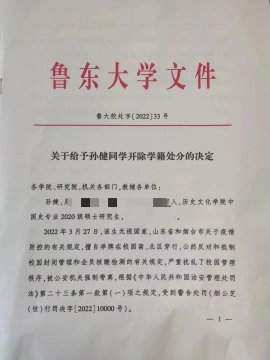 鲁东大学文件
鲁大校处字[2022]33号
关于给予孙健同学开除学籍处分的决定
各学院、研究院,机关各部门,教辅各单位:
孙健,男 人,历史文化学院中
国史专业2020级硕士研究生。
2022年3月27日,该生无视国家、山东省和烟台市关于疫情
防控的有关规定,擅自举牌在校园南、北区穿行,公然反对和抵制
校园封闭管理和全员核酸检测的有关规定,严重扰乱了校园管理
秩序,被公安机关强制带离,根据《中华人民共和国治安管理处罚
法》第二十三条第一款第(一)项之规定,受到警告处罚(烟公芝
(世)行罚决字[2022]10000号)。
— 1 —